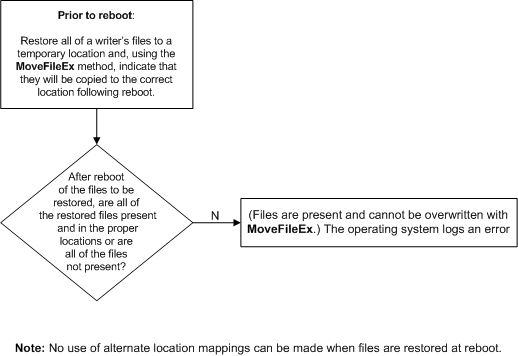 Prior to reboot:
Restore all of a writer's files to a
temporary location and, using the
MoveFileEx method, indicate that
they will be copied to the correct
location following reboot.
After reboot
of the files to be
restored, are all of
the restored files present
and in the proper
locations or are
all of the files
not present?
N
(Files are present and cannot be overwritten with
MoveFileEx.) The operating system logs an error
Note: No use of alternate location mappings can be made when files are restored at reboot.